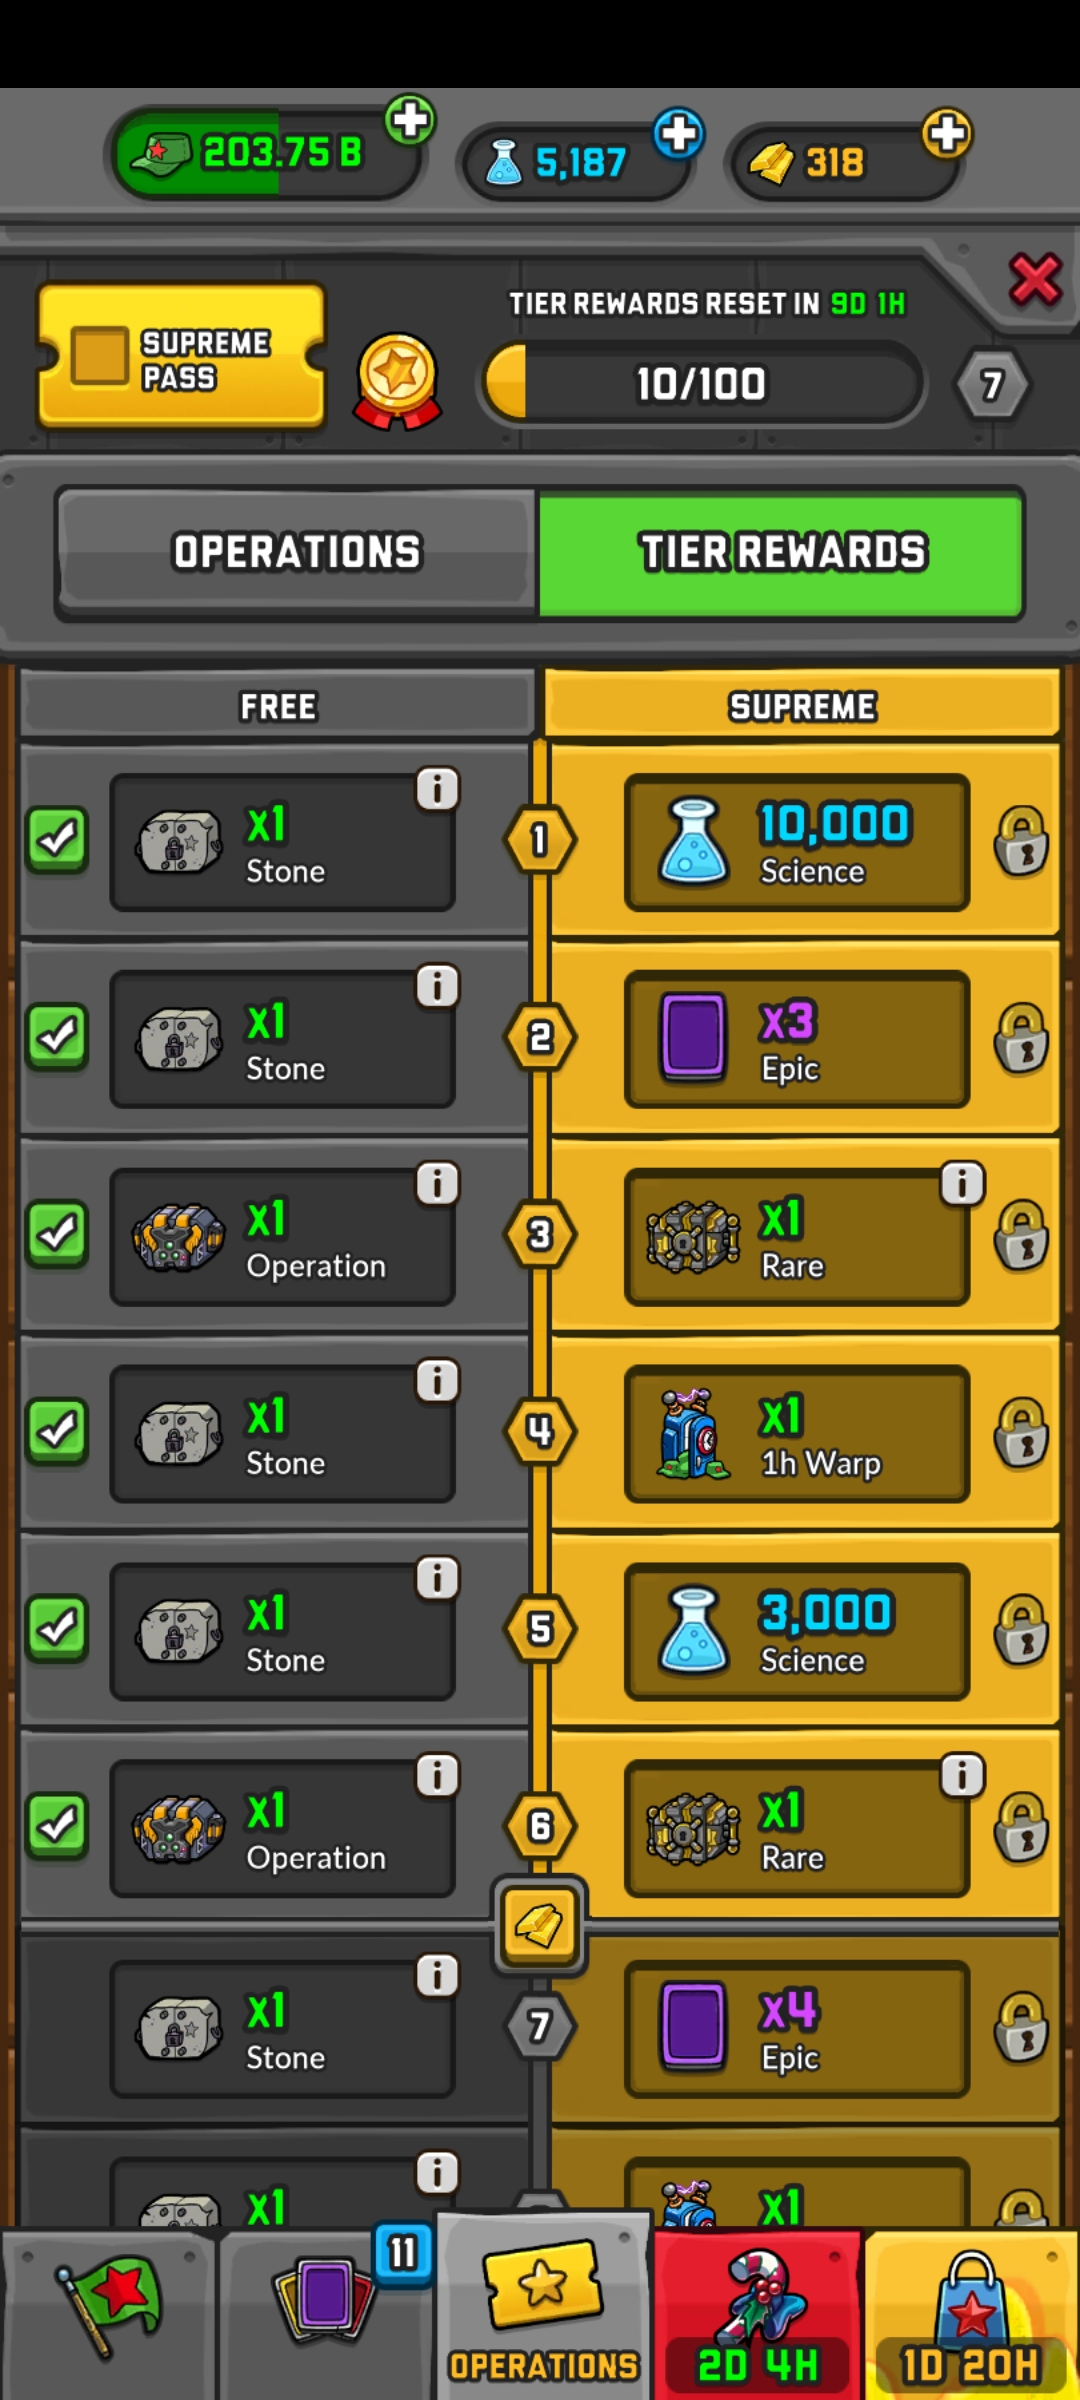 203.75 B
5,187
318
TIER REWARDS RESET IN 9D 1H
SUPREME
PASS
10/100
7
OPERATIONS
TIER REWARDS
FREE
SUPREME
x1
Stone
1
10,000
Science
x1
Stone
2
x3
Epic
x1
Operation
3
x1
Rare
x1
Stone
4
x1
1h Warp
x1
Stone
5
3,000
Science
x1
Operation
6
x1
Rare
x1
Stone
7
x4
Epic
x1
x1
11
OPERATIONS
2D 4H
1D 20H